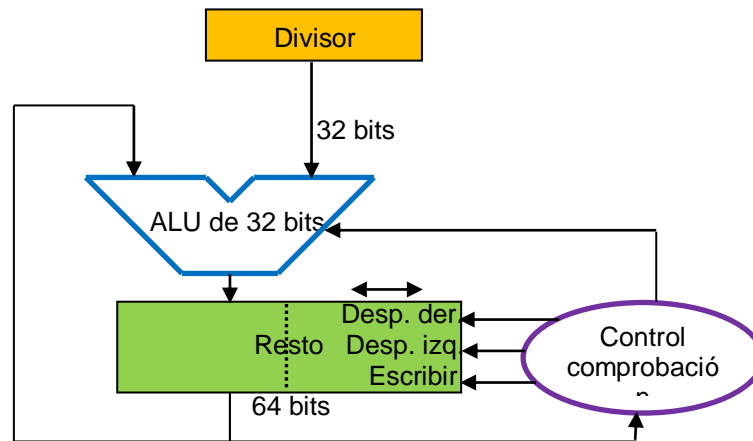 Divisor
32 bits
ALU de 32 bits
Desp. der.
Resto Desp. izq.
Escribir
64 bits
Control
comprobació